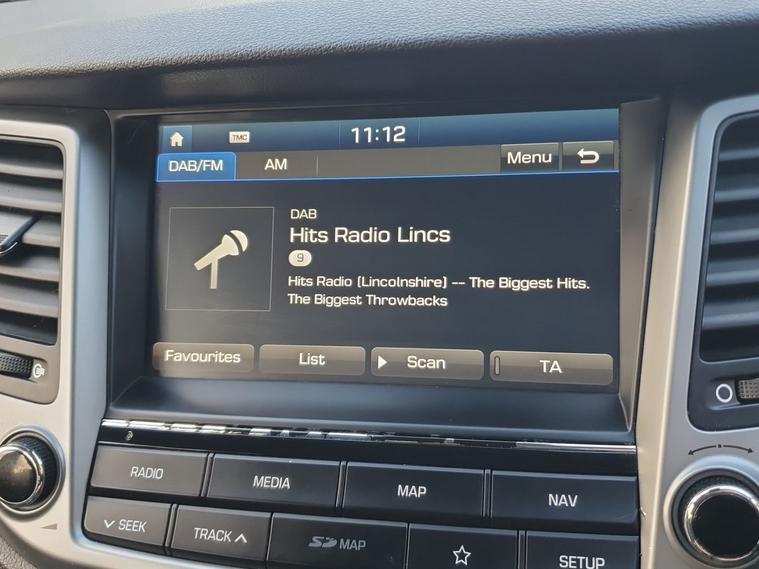 TMC
11:12
DAB/FM AM Menu
DAB
Hits Radio Lincs
9
Hits Radio (Lincolnshire) -- The Biggest Hits.
The Biggest Throwbacks
Favourites List Scan TA
RADIO MEDIA MAP NAV
SEEK TRACK SD MAP SETUP